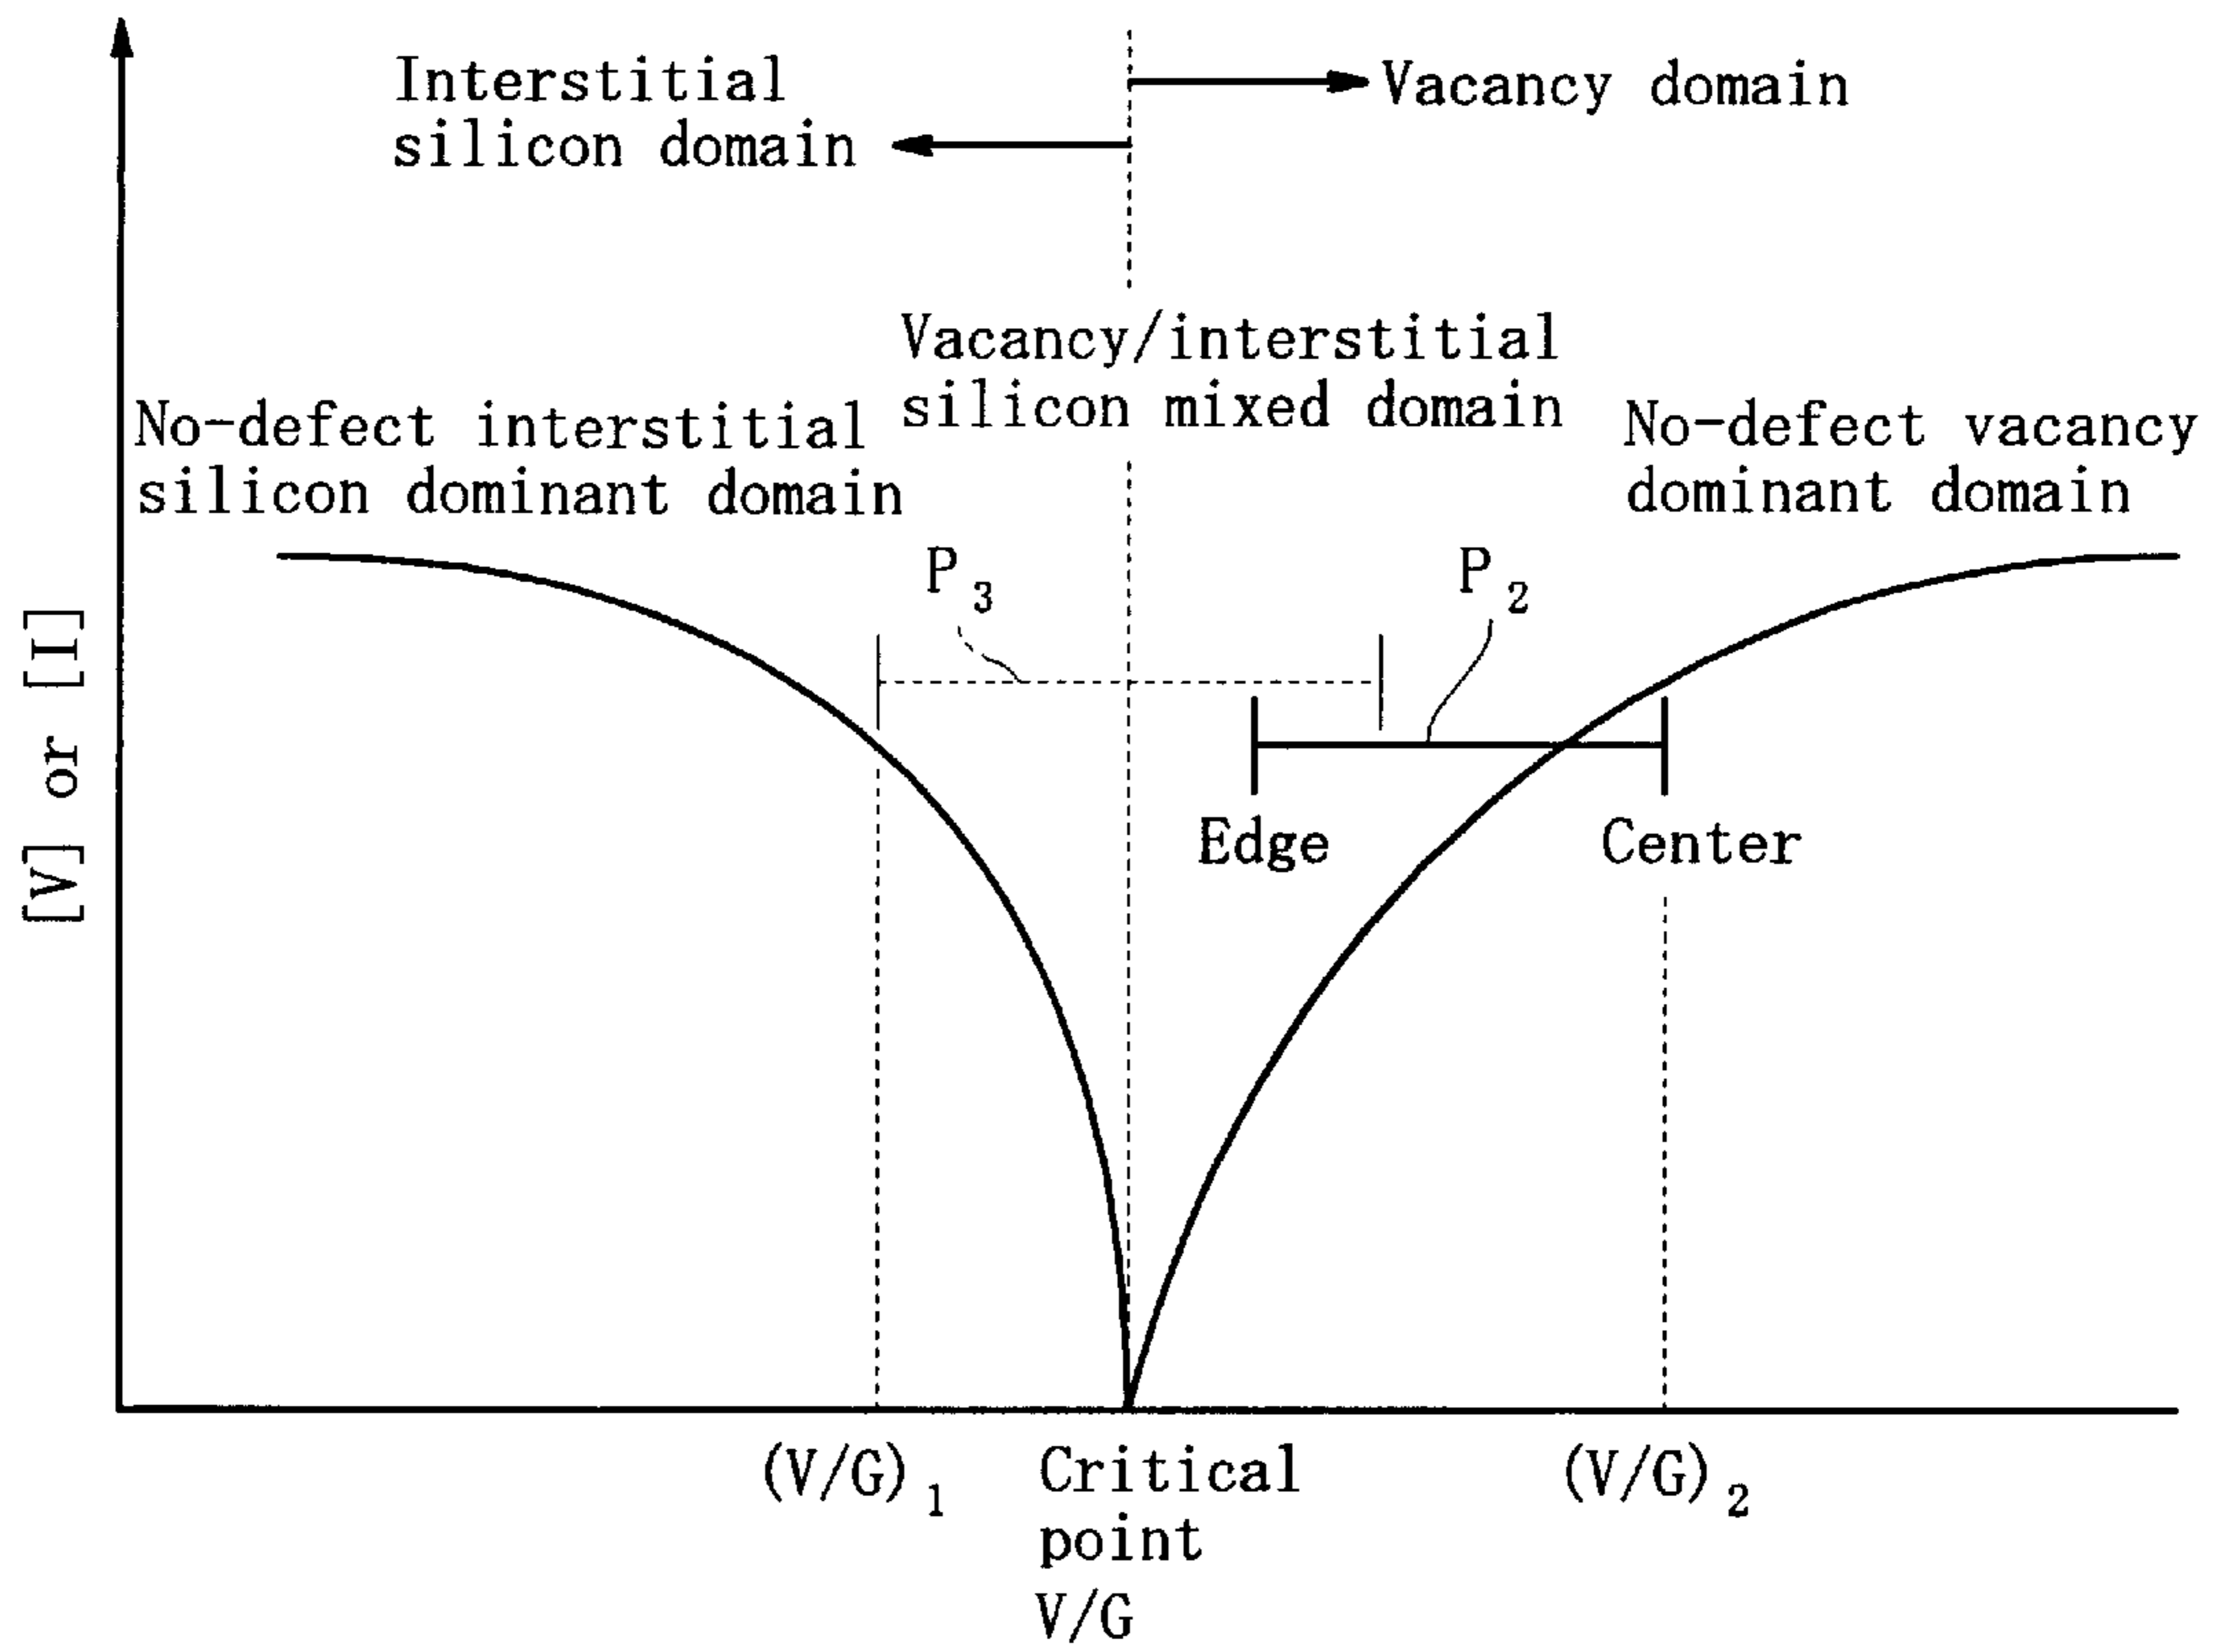 Interstitial
silicon domain
Vacancy domain
Vacancy/interstitial
silicon mixed domain
No-defect interstitial
silicon dominant domain
No-defect vacancy
dominant domain
P3
P2
[V] or [I]
Edge
Center
(V/G)1
Critical
point
V/G
(V/G)2